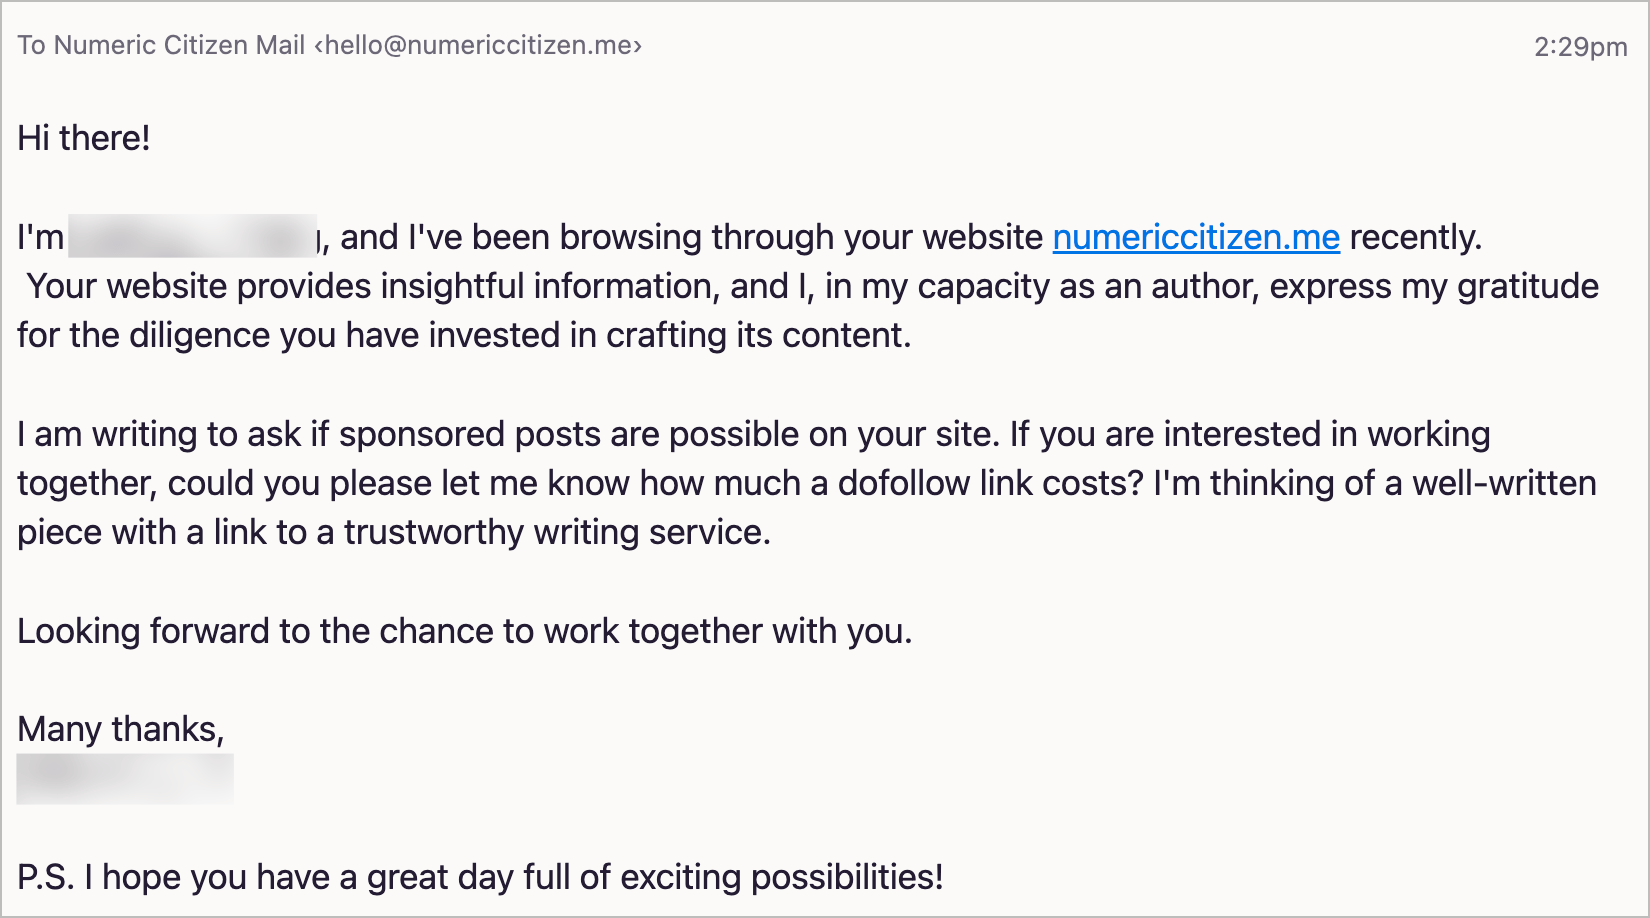 To Numeric Citizen Mail <hello@numericcitizen.me>
2:29pm
Hi there!
I'm , and I've been browsing through your website numericcitizen.me recently.
Your website provides insightful information, and I, in my capacity as an author, express my gratitude
for the diligence you have invested in crafting its content.
I am writing to ask if sponsored posts are possible on your site. If you are interested in working
together, could you please let me know how much a dofollow link costs? I'm thinking of a well-written
piece with a link to a trustworthy writing service.
Looking forward to the chance to work together with you.
Many thanks,
P.S. I hope you have a great day full of exciting possibilities!